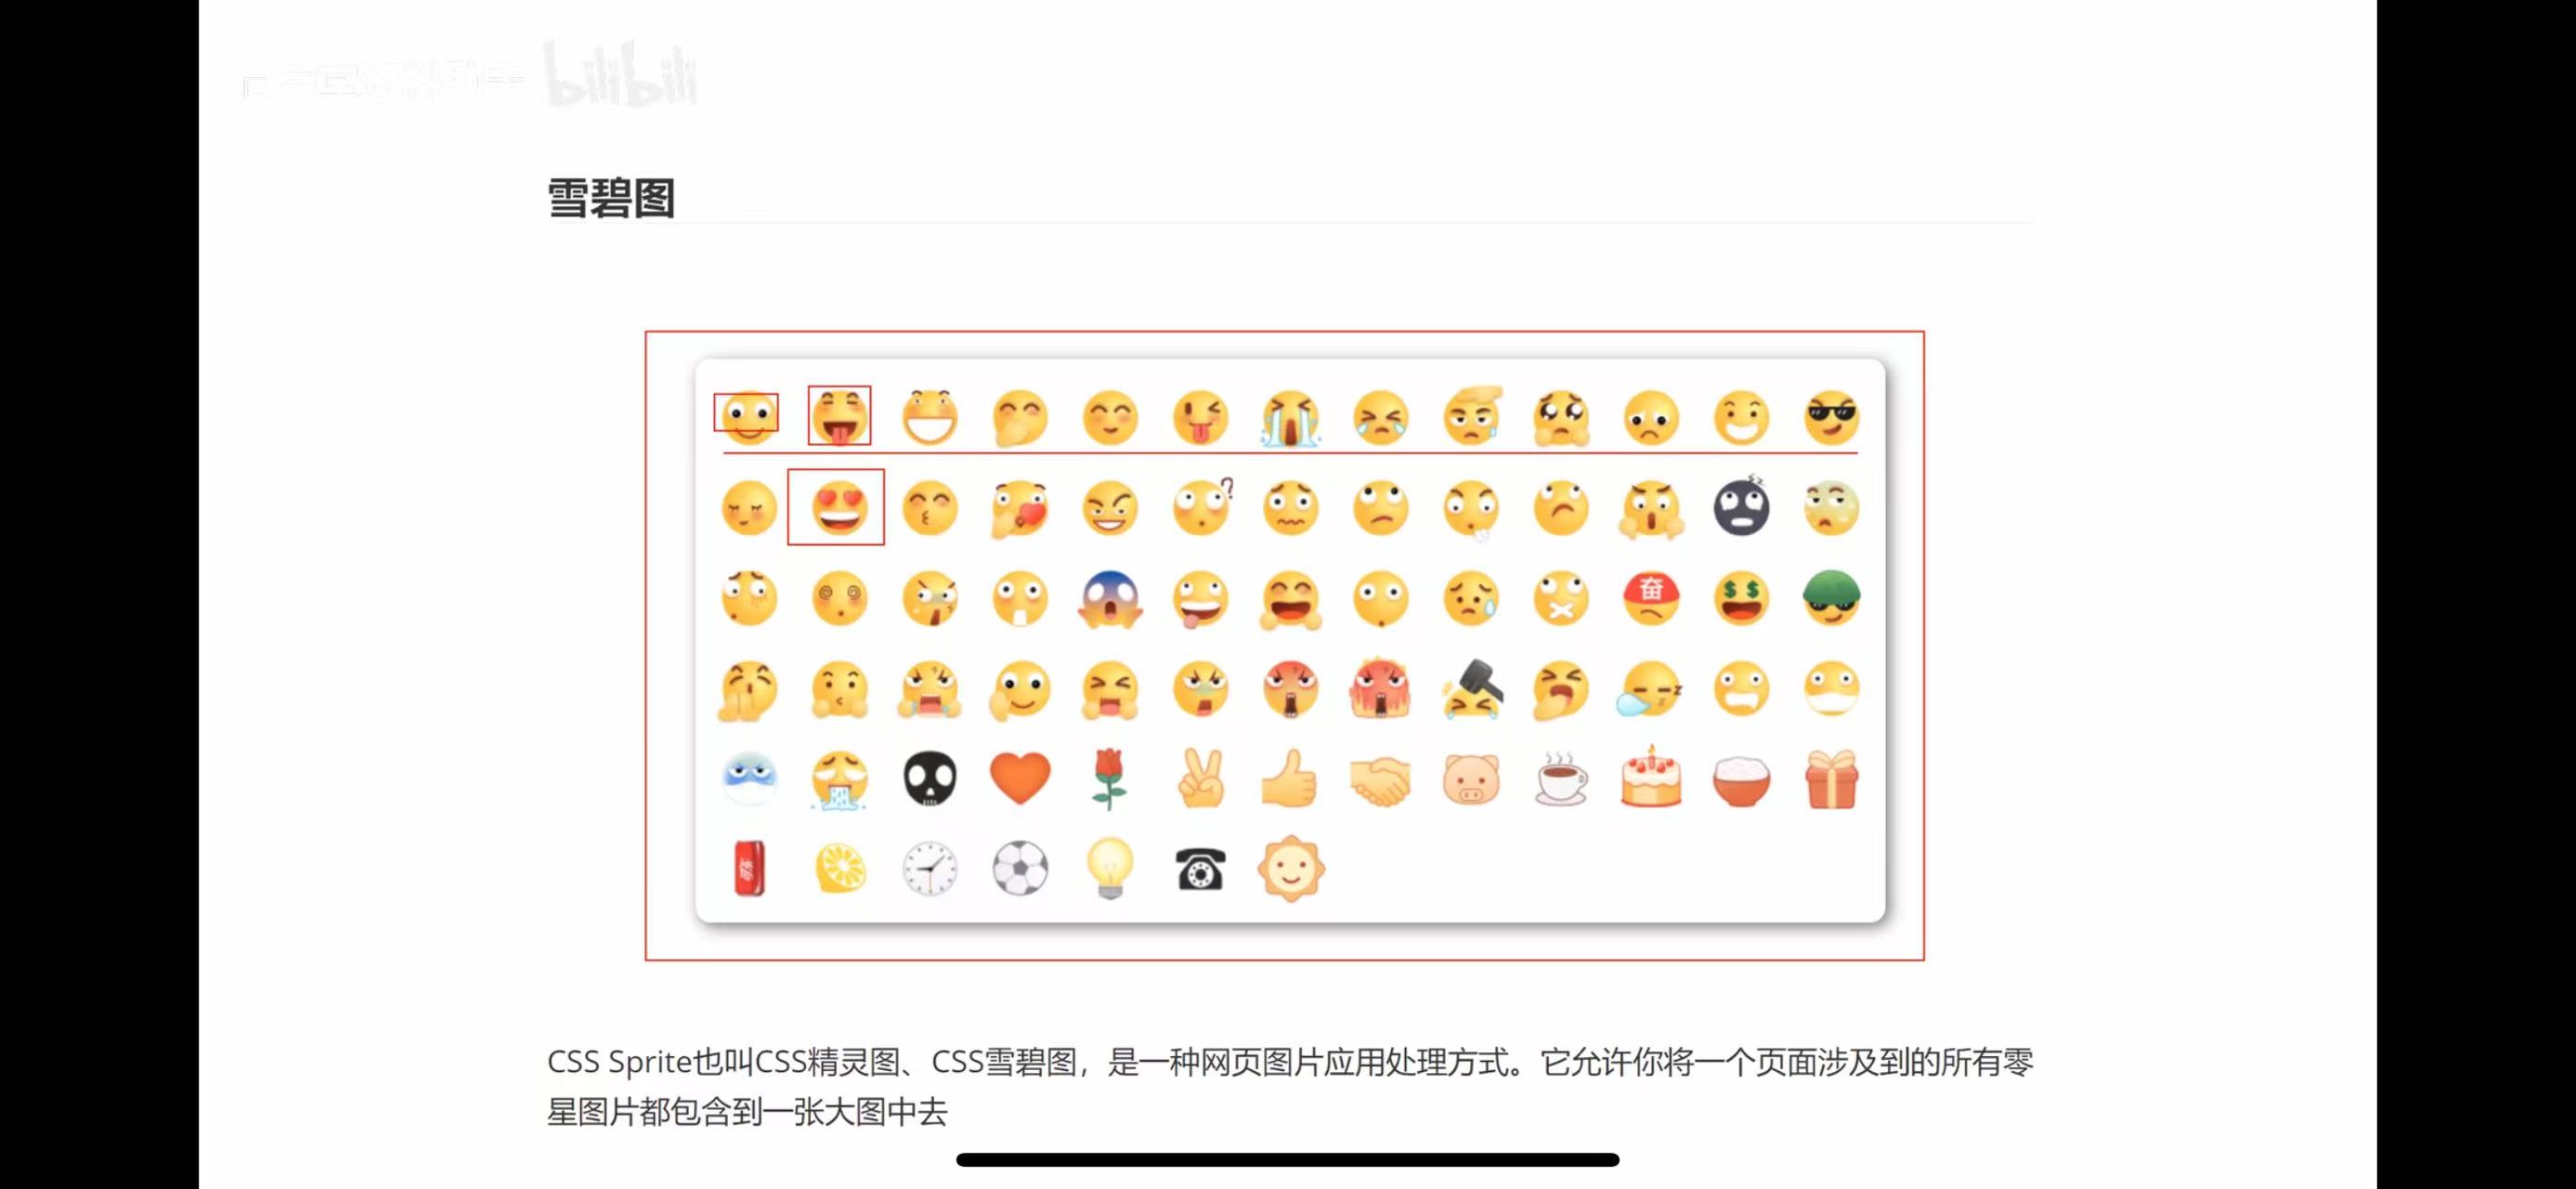 bilibili
雪碧图
奋
CSS Sprite也叫CSS精灵图、CSS雪碧图，是一种网页图片应用处理方式。它允许你将一个页面涉及到的所有零
星图片都包含到一张大图中去